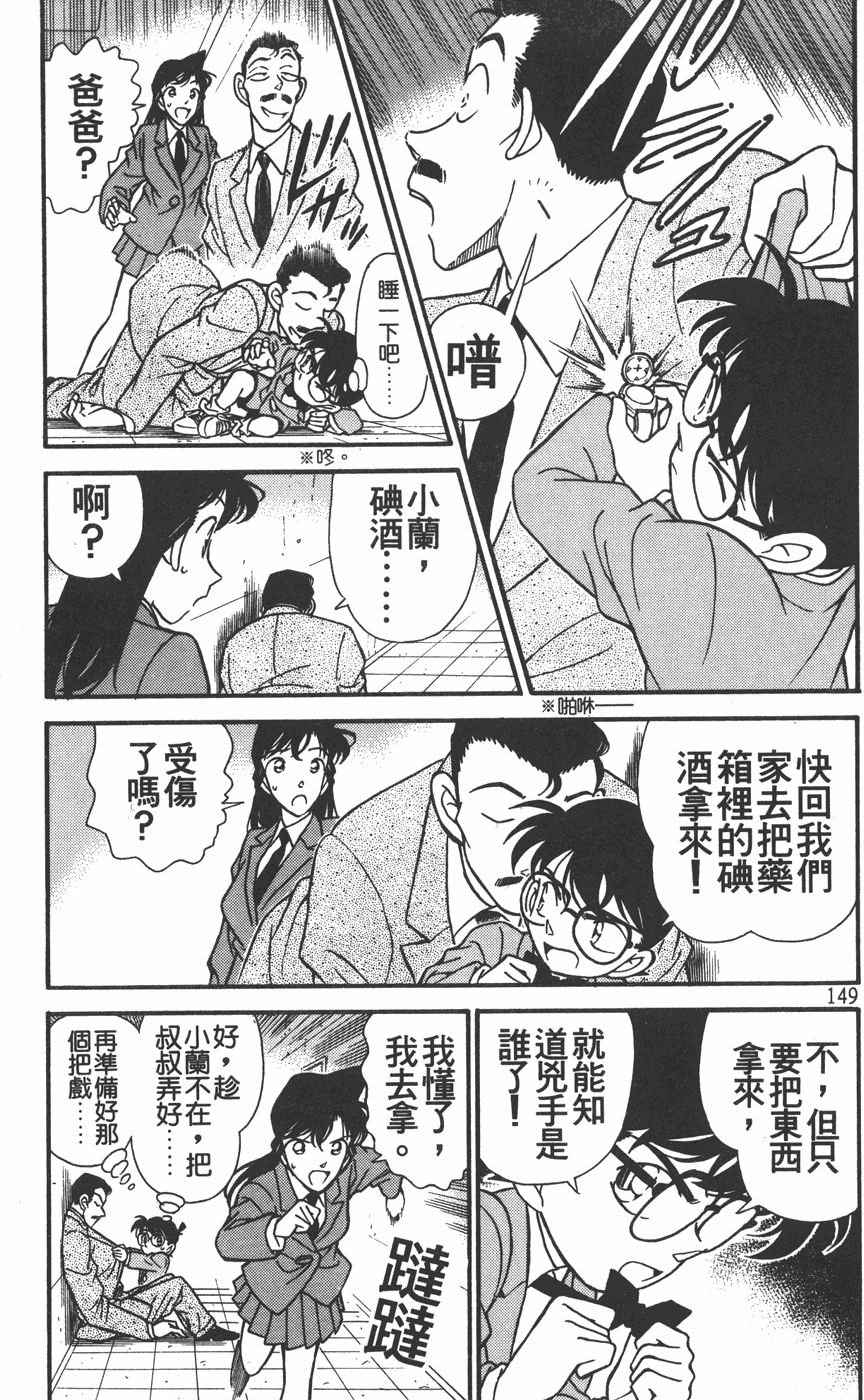 噆
※啪咻——
睡一下吧……
爸爸？
※咚。
小蘭，
碘酒……
啊？
快回我們
家去把藥
箱裡的碘
酒拿來！
受傷
了嗎？
149
不，但只
要把東西
拿來，
就能知
道兇手是
誰了！
我懂了，
我去拿。
躂躂
好，趁
小蘭不在，把
叔叔弄好……
再準備好那
個把戲……